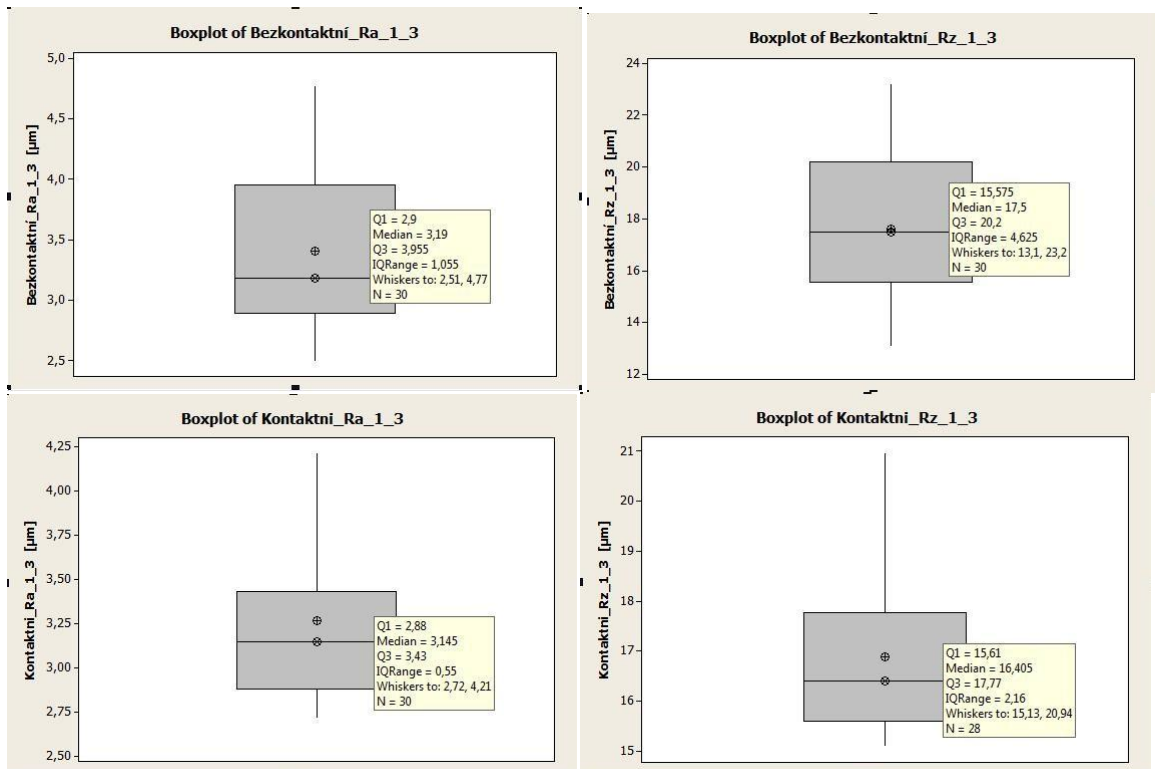 Boxplot of Bezkontaktní_Ra_1_3
Bezkontaktní_Ra_1_3 [µm]
5,0
4,5
4,0
3,5
3,0
2,5
Q1 = 2,9
Median = 3,19
Q3 = 3,955
IQRange = 1,055
Whiskers to: 2,51, 4,77
N = 30
Boxplot of Bezkontaktní_Rz_1_3
Bezkontaktní_Rz_1_3 [µm]
24
22
20
18
16
14
12
Q1 = 15,575
Median = 17,5
Q3 = 20,2
IQRange = 4,625
Whiskers to: 13,1, 23,2
N = 30
Boxplot of Kontaktni_Ra_1_3
Kontaktni_Ra_1_3 [µm]
4,25
4,00
3,75
3,50
3,25
3,00
2,75
2,50
Q1 = 2,88
Median = 3,145
Q3 = 3,43
IQRange = 0,55
Whiskers to: 2,72, 4,21
N = 30
Boxplot of Kontaktni_Rz_1_3
Kontaktni_Rz_1_3 [µm]
21
20
19
18
17
16
15
Q1 = 15,61
Median = 16,405
Q3 = 17,77
IQRange = 2,16
Whiskers to: 15,13, 20,94
N = 28